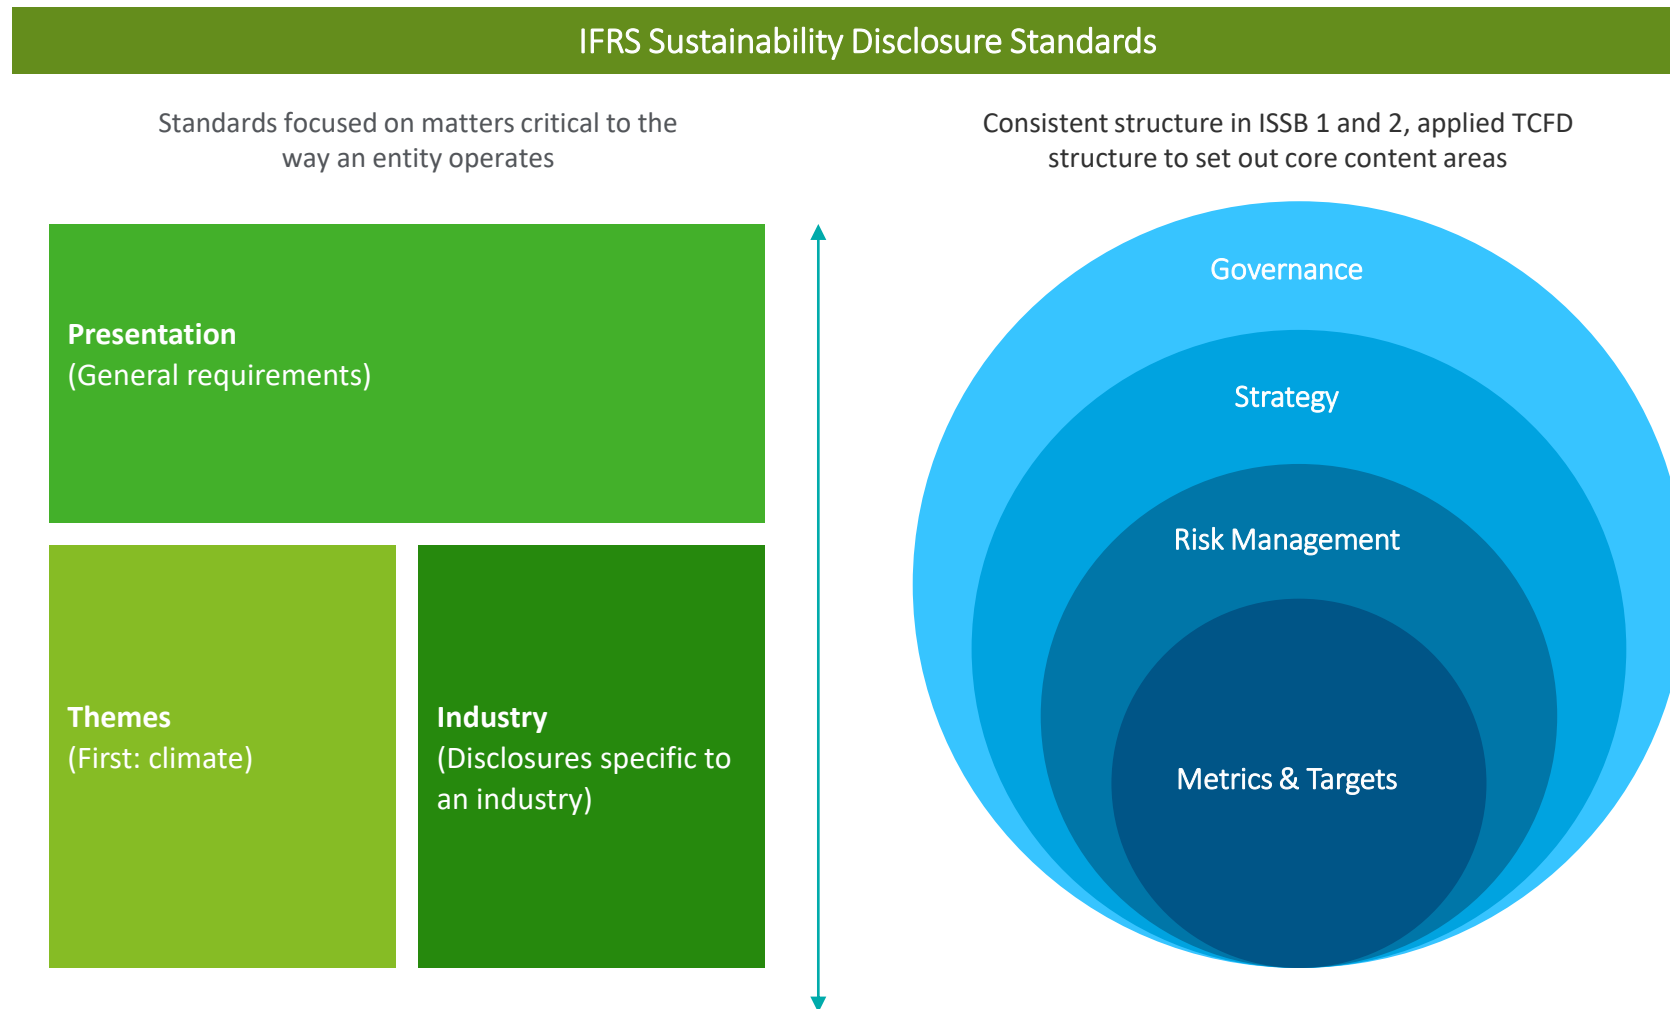 IFRS Sustainability Disclosure Standards
Standards focused on matters critical to the
way an entity operates
Presentation
(General requirements)
Themes
(First: climate)
Industry
(Disclosures specific to
an industry)
Consistent structure in ISSB 1 and 2, applied TCFD
structure to set out core content areas
Governance
Strategy
Risk Management
Metrics & Targets